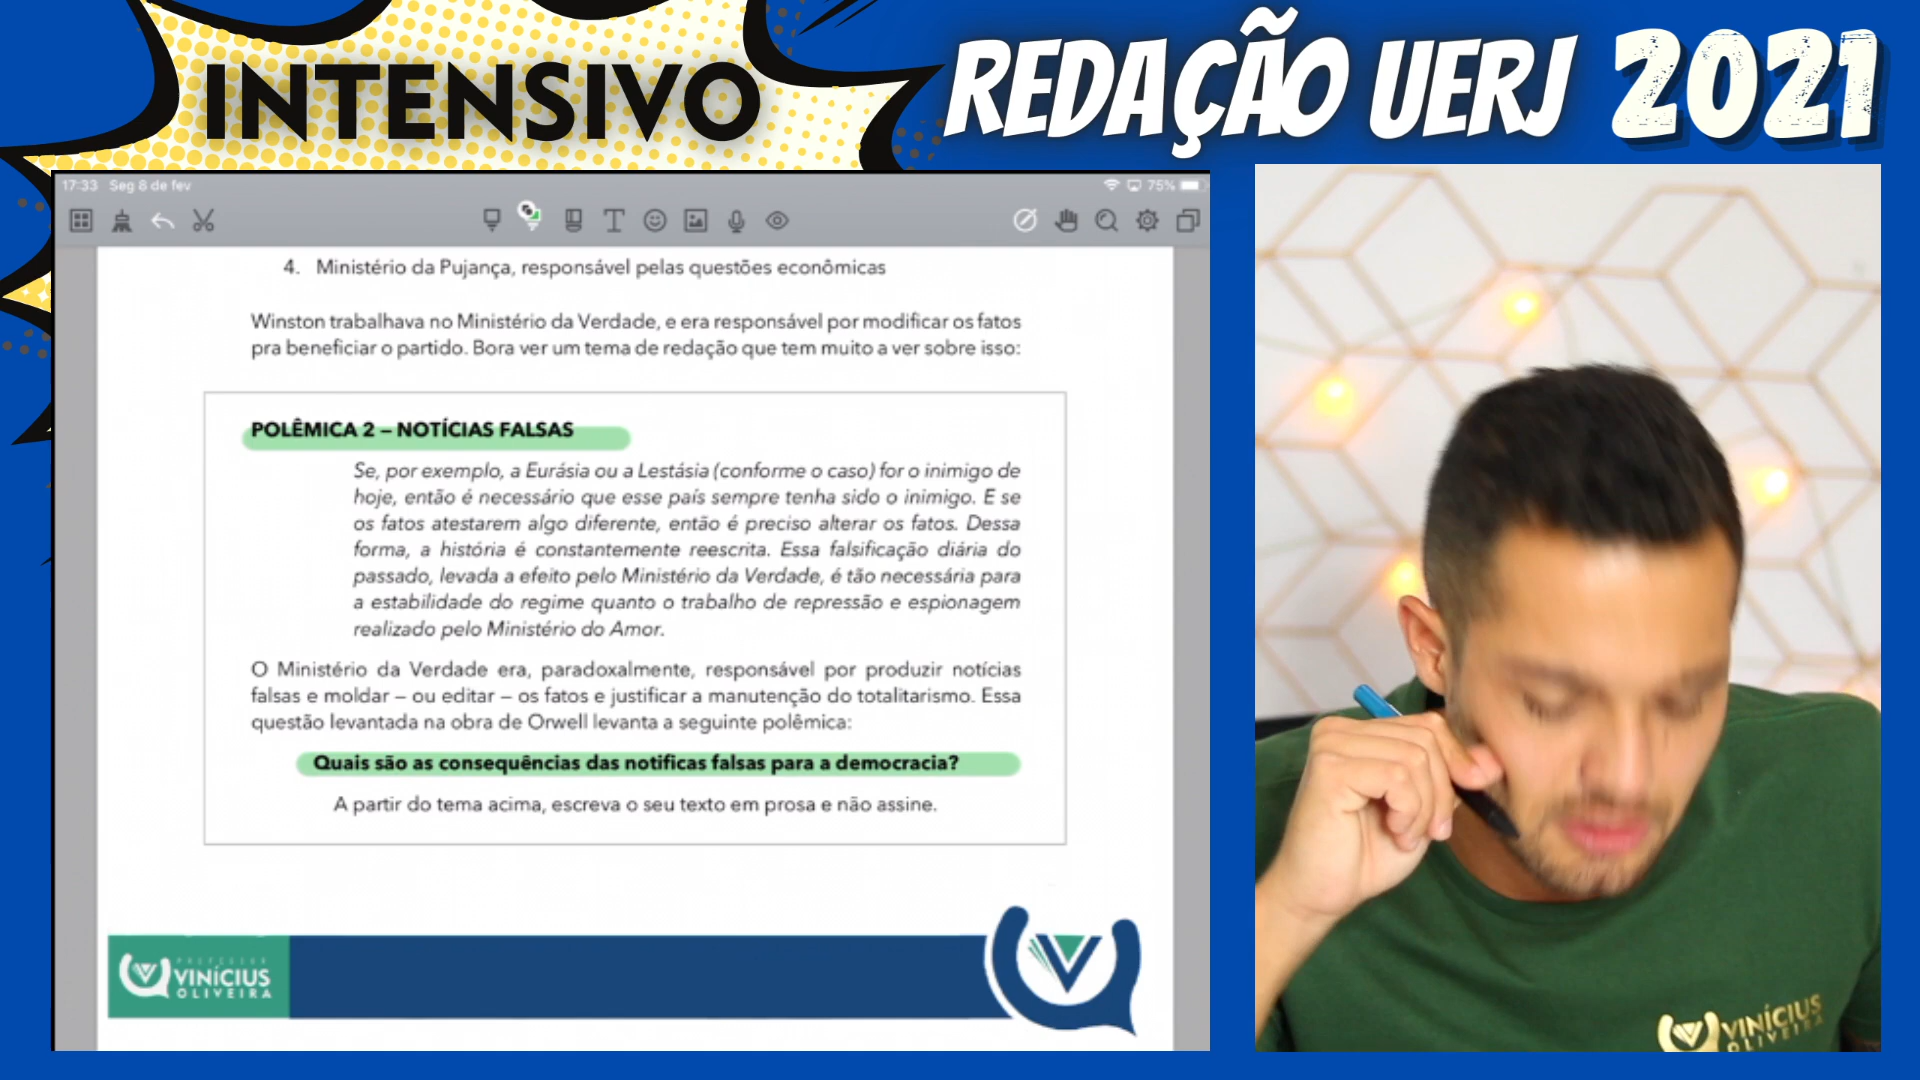 INTENSIVO
REDAÇÃO UERJ 2021
17:33 Seg 8 de fev
75%
4. Ministério da Pujança, responsável pelas questões econômicas
Winston trabalhava no Ministério da Verdade, e era responsável por modificar os fatos
pra beneficiar o partido. Bora ver um tema de redação que tem muito a ver sobre isso:
POLÊMICA 2 – NOTÍCIAS FALSAS
Se, por exemplo, a Eurásia ou a Lestásia (conforme o caso) for o inimigo de
hoje, então é necessário que esse país sempre tenha sido o inimigo. E se
os fatos atestarem algo diferente, então é preciso alterar os fatos. Dessa
forma, a história é constantemente reescrita. Essa falsificação diária do
passado, levada a efeito pelo Ministério da Verdade, é tão necessária para
a estabilidade do regime quanto o trabalho de repressão e espionagem
realizado pelo Ministério do Amor.
O Ministério da Verdade era, paradoxalmente, responsável por produzir notícias
falsas e moldar – ou editar – os fatos e justificar a manutenção do totalitarismo. Essa
questão levantada na obra de Orwell levanta a seguinte polêmica:
Quais são as consequências das notificas falsas para a democracia?
A partir do tema acima, escreva o seu texto em prosa e não assine.
PROFESSOR
VINÍCIUS
OLIVEIRA
VINÍCIUS
OLIVEIRA